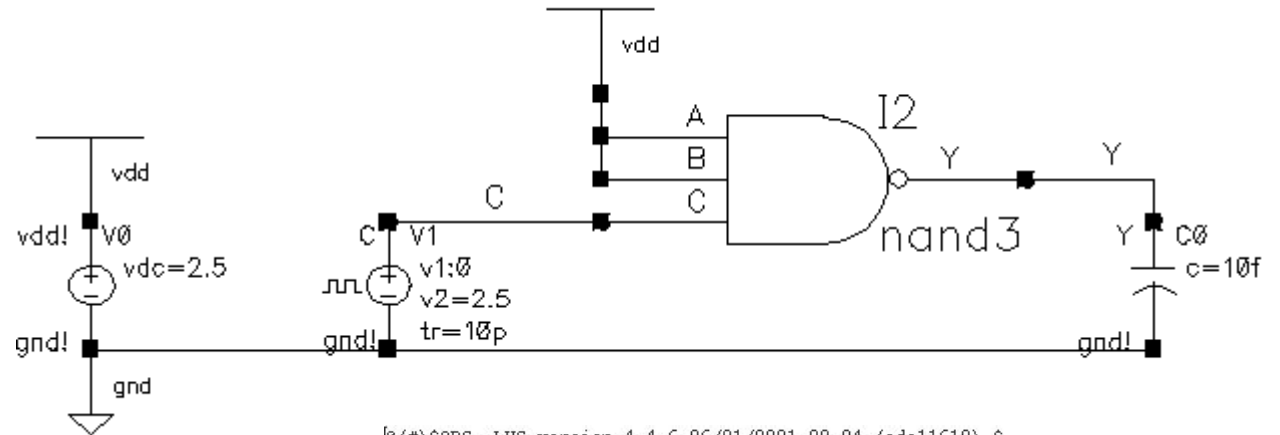 vdd
A
I2
B
Y
Y
vdd
C
C
vdd!
V0
C
V1
nand3
Y
C0
vdc=2.5
v1:0
c=10f
v2=2.5
gnd!
gnd!
tr=10p
gnd!
gnd